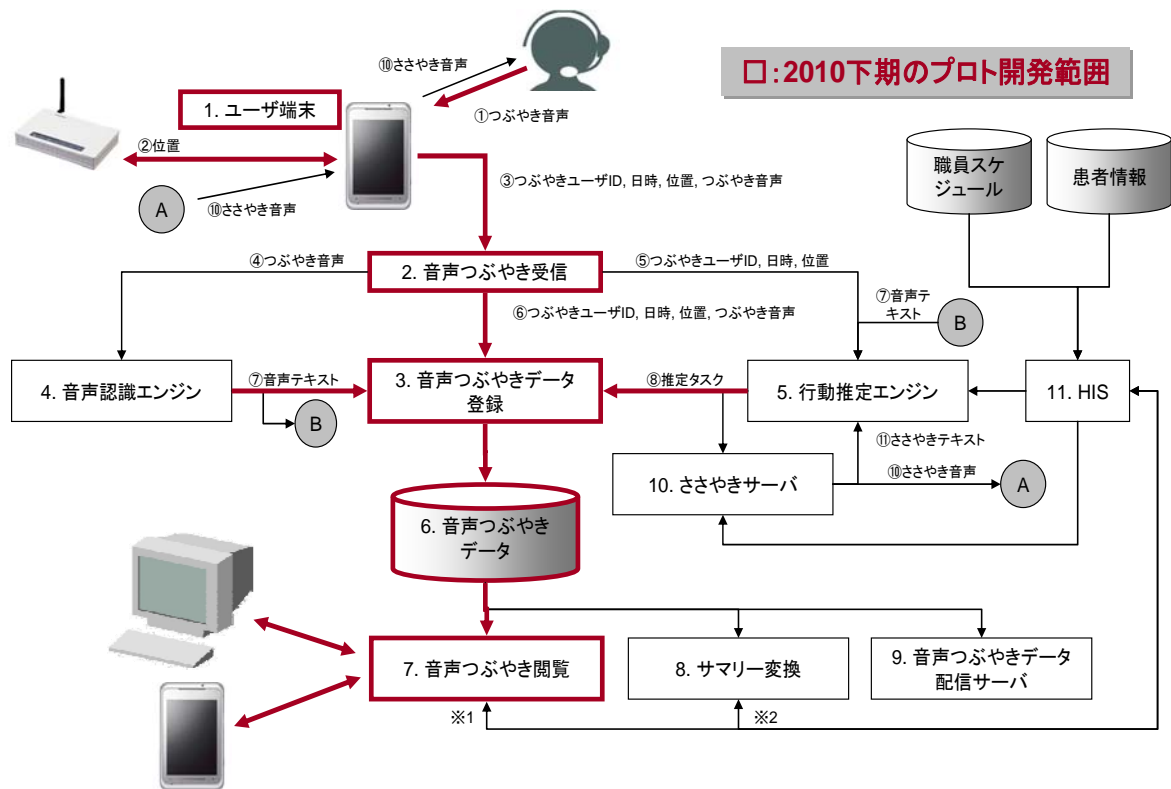 ⑩ささやき音声
□:2010下期のプロト開発範囲
1. ユーザ端末
①つぶやき音声
②位置
A
⑩ささやき音声
③つぶやきユーザID, 日時, 位置, つぶやき音声
職員スケ
ジュール
患者情報
④つぶやき音声
2. 音声つぶやき受信
⑤つぶやきユーザID, 日時, 位置
⑥つぶやきユーザID, 日時, 位置, つぶやき音声
⑦音声テ
キスト
B
4. 音声認識エンジン
⑦音声テキスト
B
3. 音声つぶやきデータ
登録
⑧推定タスク
5. 行動推定エンジン
11. HIS
⑪ささやきテキスト
10. ささやきサーバ
⑩ささやき音声
A
6. 音声つぶやき
データ
7. 音声つぶやき閲覧
8. サマリー変換
9. 音声つぶやきデータ
配信サーバ
※1
※2